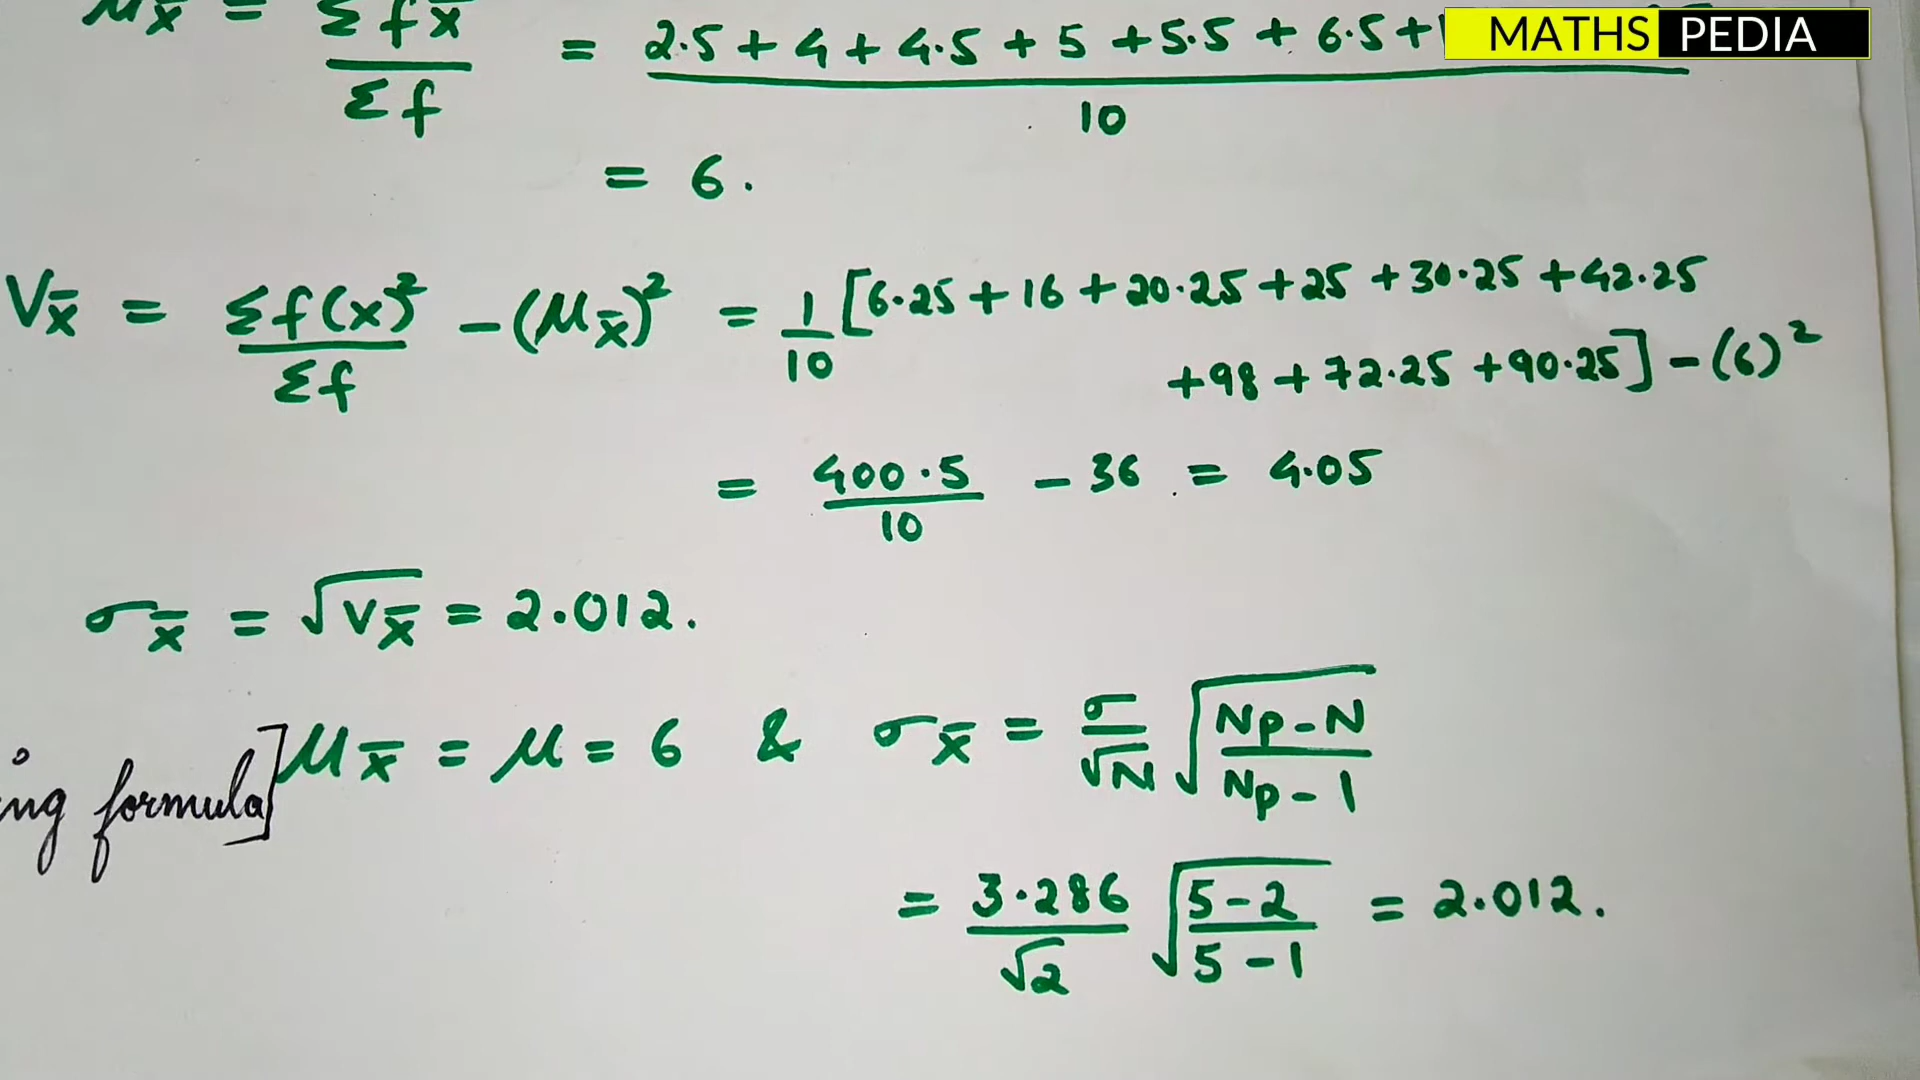 μx̄ = Σfx̄ / Σf = 2.5 + 4 + 4.5 + 5 + 5.5 + 6.5 + / 10
MATHS PEDIA
= 6.
Vx̄ = Σf(x)² / Σf - (μx̄)² = 1/10 [6.25 + 16 + 20.25 + 25 + 30.25 + 42.25
+ 98 + 72.25 + 90.25] - (6)²
= 400.5 / 10 - 36 = 4.05
σx̄ = √Vx̄ = 2.012.
ng formula] μx̄ = μ = 6 & σx̄ = σ/√N √(Np - N / Np - 1)
= 3.286/√2 √(5 - 2 / 5 - 1) = 2.012.